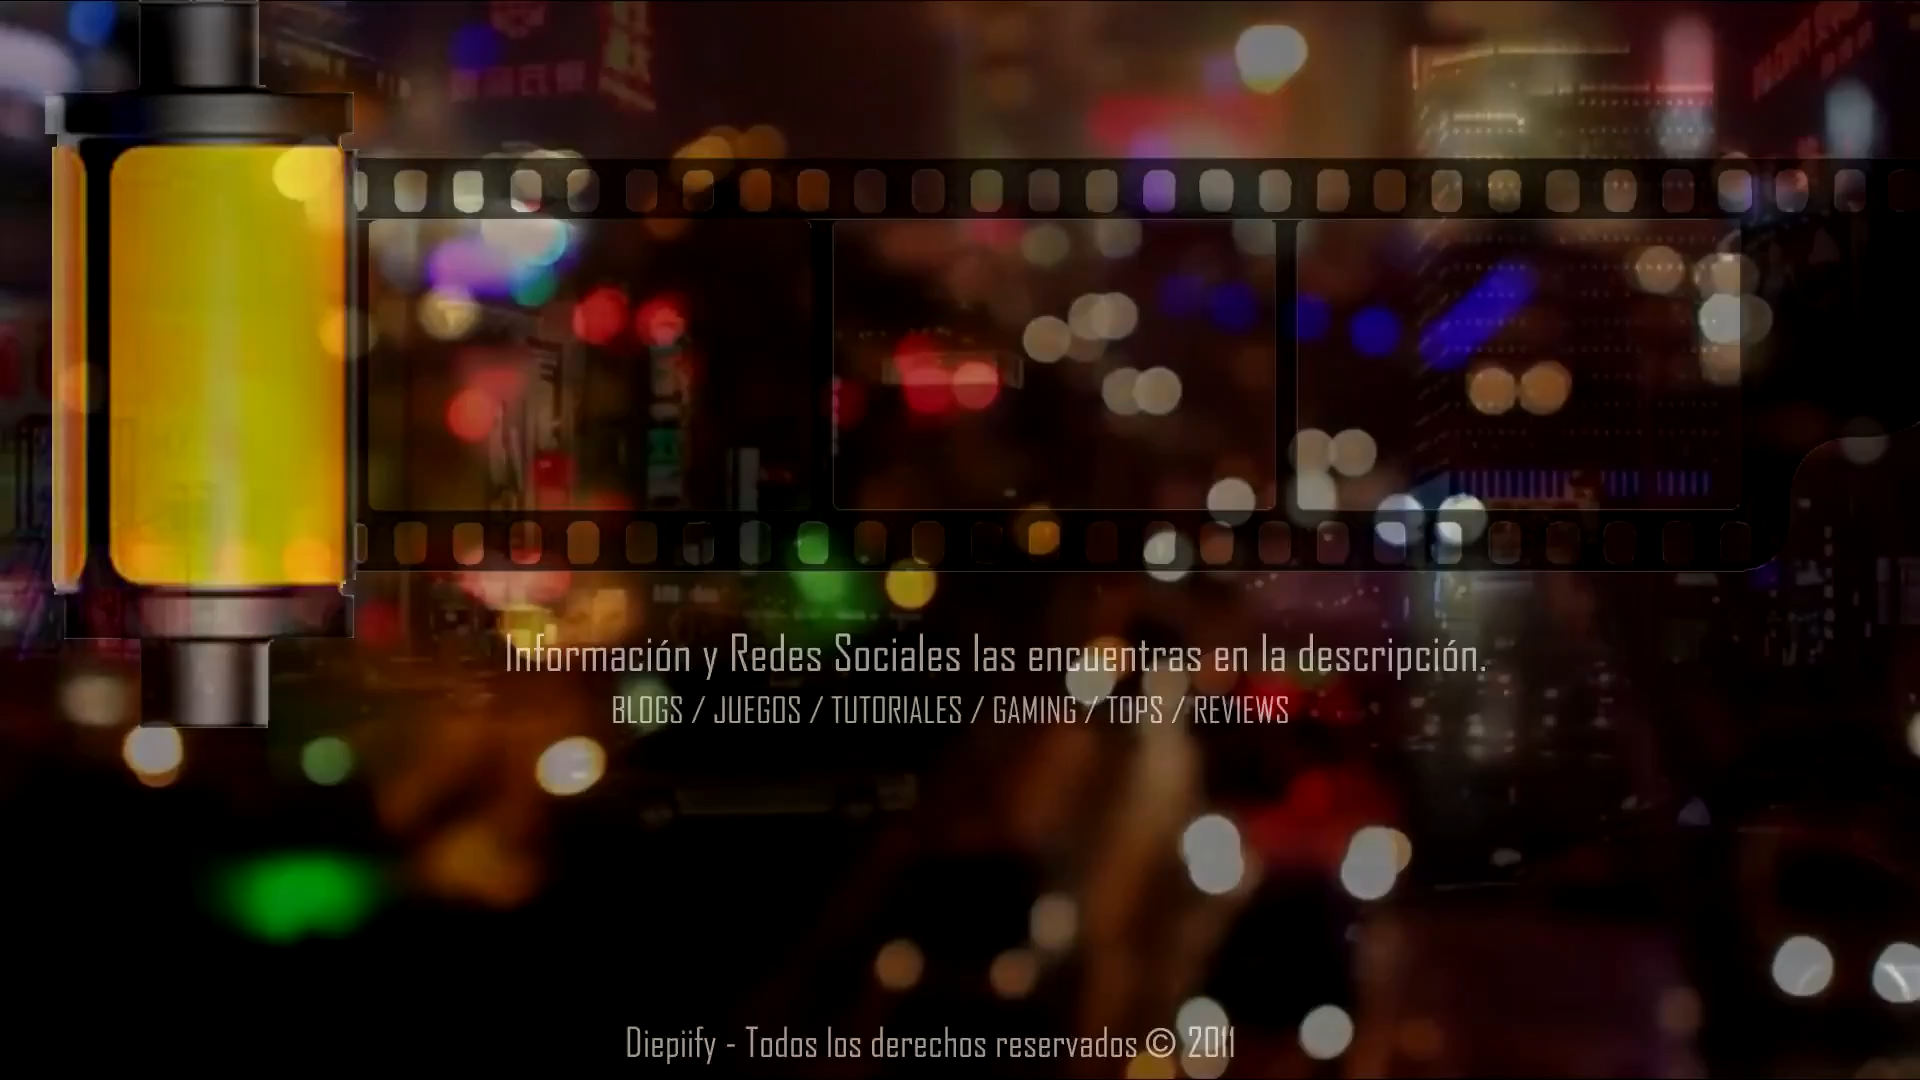 Información y Redes Sociales las encuentras en la descripción.
BLOGS / JUEGOS / TUTORIALES / GAMING / TOPS / REVIEWS
Diepiify - Todos los derechos reservados © 2011